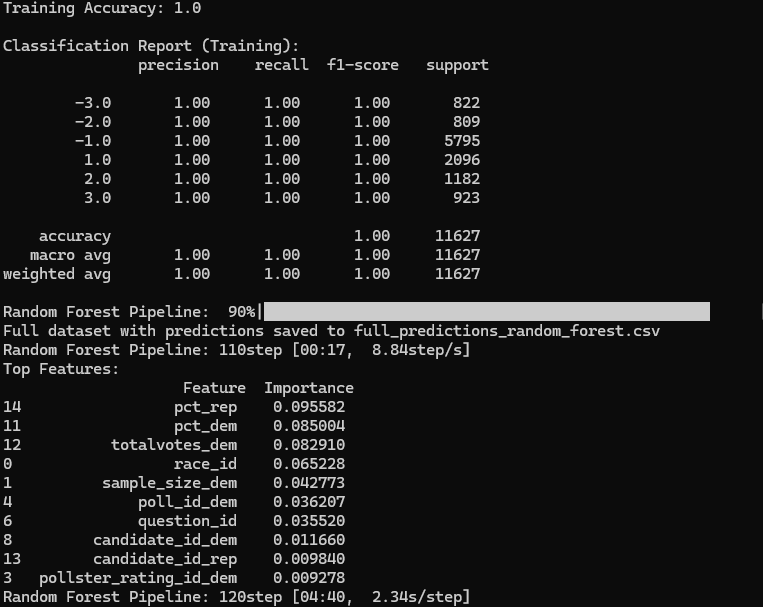 Training Accuracy: 1.0
Classification Report (Training):
precision recall f1-score support
-3.0 1.00 1.00 1.00 822
-2.0 1.00 1.00 1.00 809
-1.0 1.00 1.00 1.00 5795
1.0 1.00 1.00 1.00 2096
2.0 1.00 1.00 1.00 1182
3.0 1.00 1.00 1.00 923
accuracy 1.00 11627
macro avg 1.00 1.00 1.00 11627
weighted avg 1.00 1.00 1.00 11627
Random Forest Pipeline: 90%|
Full dataset with predictions saved to full_predictions_random_forest.csv
Random Forest Pipeline: 110step [00:17, 8.84step/s]
Top Features:
Feature Importance
14 pct_rep 0.095582
11 pct_dem 0.085004
12 totalvotes_dem 0.082910
0 race_id 0.065228
1 sample_size_dem 0.042773
4 poll_id_dem 0.036207
6 question_id 0.035520
8 candidate_id_dem 0.011660
13 candidate_id_rep 0.009840
3 pollster_rating_id_dem 0.009278
Random Forest Pipeline: 120step [04:40, 2.34s/step]